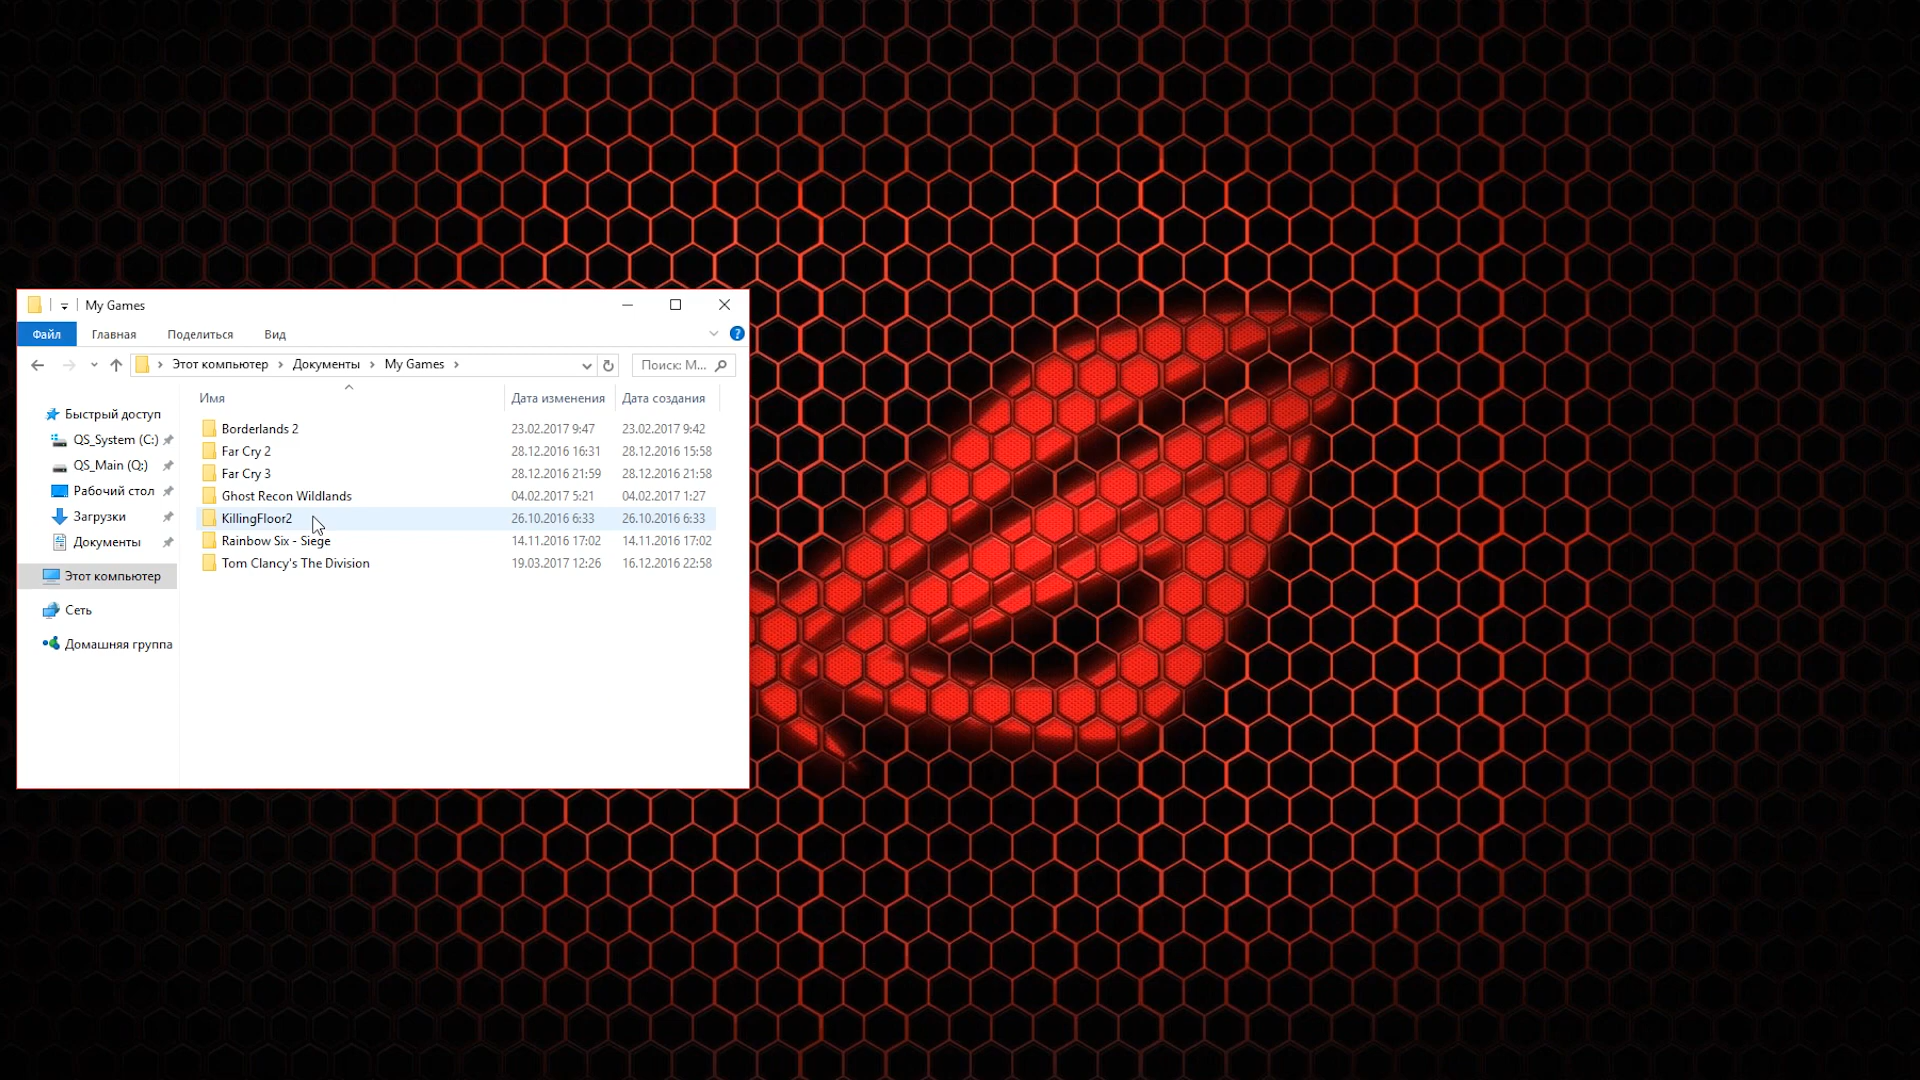 My Games
Файл Главная Поделиться Вид
Этот компьютер Документы My Games Поиск: M...
Имя Дата изменения Дата создания
Быстрый доступ
QS_System (C:)
QS_Main (Q:)
Рабочий стол
Загрузки
Документы
Этот компьютер
Сеть
Домашняя группа
Borderlands 2 23.02.2017 9:47 23.02.2017 9:42
Far Cry 2 28.12.2016 16:31 28.12.2016 15:58
Far Cry 3 28.12.2016 21:59 28.12.2016 21:58
Ghost Recon Wildlands 04.02.2017 5:21 04.02.2017 1:27
KillingFloor2 26.10.2016 6:33 26.10.2016 6:33
Rainbow Six - Siege 14.11.2016 17:02 14.11.2016 17:02
Tom Clancy's The Division 19.03.2017 12:26 16.12.2016 22:58